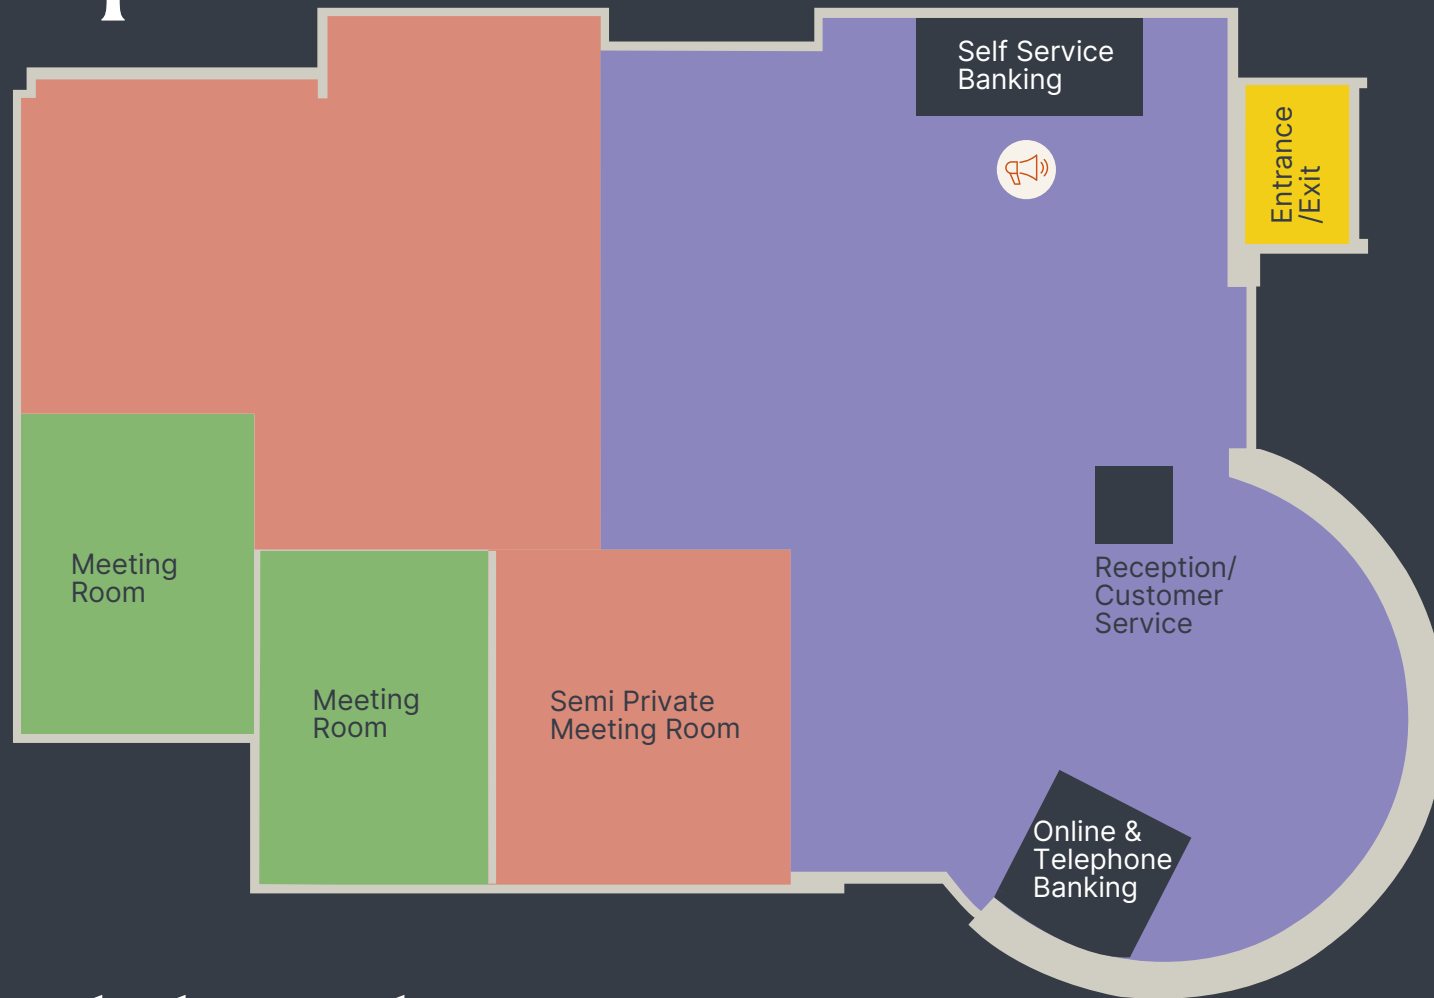 Self Service
Banking
Entrance
/Exit
Meeting
Room
Meeting
Room
Semi Private
Meeting Room
Reception/
Customer
Service
Online &
Telephone
Banking